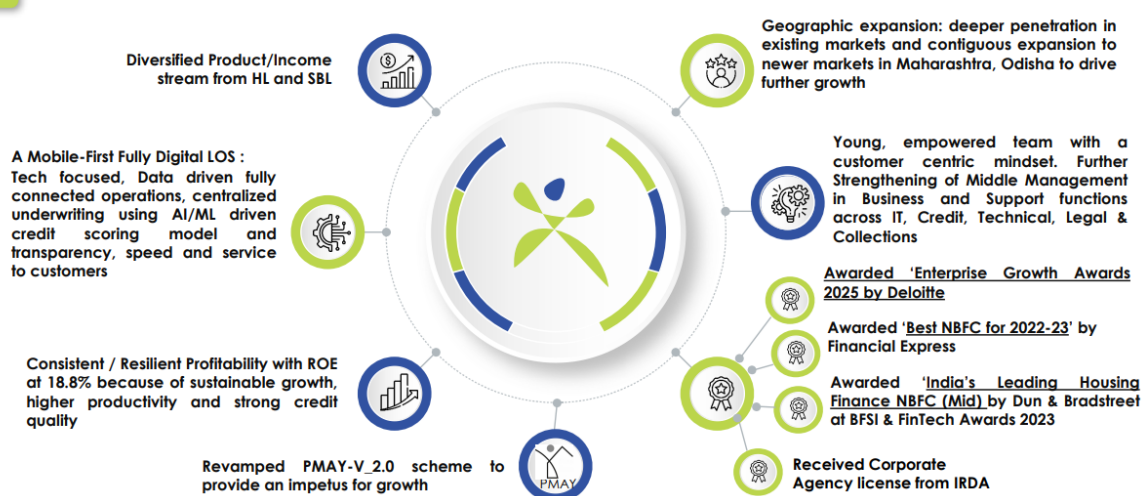 Diversified Product/Income
stream from HL and SBL
A Mobile-First Fully Digital LOS :
Tech focused, Data driven fully
connected operations, centralized
underwriting using AI/ML driven
credit scoring model and
transparency, speed and service
to customers
Consistent / Resilient Profitability with ROE
at 18.8% because of sustainable growth,
higher productivity and strong credit
quality
Revamped PMAY-V_2.0 scheme to
provide an impetus for growth
PMAY
Geographic expansion: deeper penetration in
existing markets and contiguous expansion to
newer markets in Maharashtra, Odisha to drive
further growth
Young, empowered team with a
customer centric mindset. Further
Strengthening of Middle Management
in Business and Support functions
across IT, Credit, Technical, Legal &
Collections
Awarded ‘Enterprise Growth Awards
2025 by Deloitte
Awarded ‘Best NBFC for 2022-23’ by
Financial Express
Awarded ‘India’s Leading Housing
Finance NBFC (Mid) by Dun & Bradstreet
at BFSI & FinTech Awards 2023
Received Corporate
Agency license from IRDA